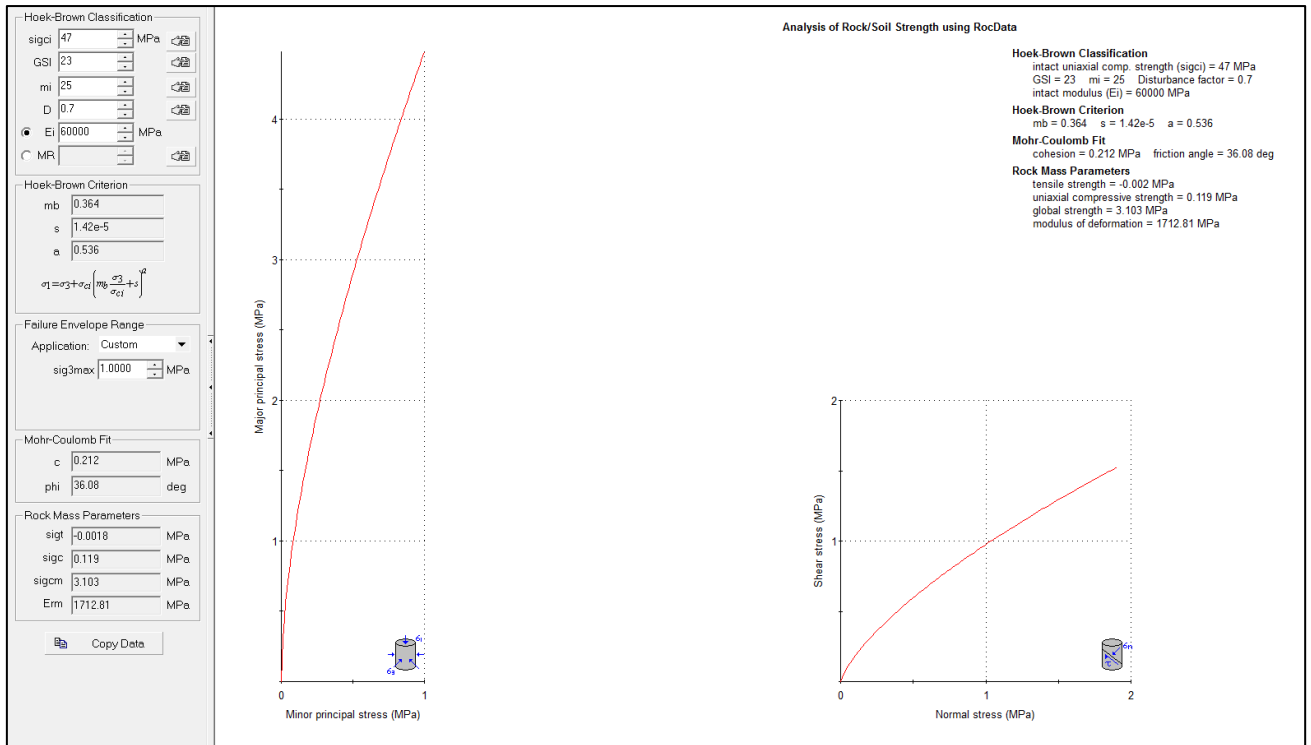 Hoek-Brown Classification
sigci 47 MPa
GSI 23
mi 25
D 0.7
Ei 60000 MPa
MR
Hoek-Brown Criterion
mb 0.364
s 1.42e-5
a 0.536
σ1=σ3+σci(mb σ3/σci+s)^a
Failure Envelope Range
Application: Custom
sig3max 1.0000 MPa
Mohr-Coulomb Fit
c 0.212 MPa
phi 36.08 deg
Rock Mass Parameters
sigt -0.0018 MPa
sigc 0.119 MPa
sigcm 3.103 MPa
Erm 1712.81 MPa
Copy Data
Major principal stress (MPa)
4
3
2
1
0 1
Minor principal stress (MPa)
σ1
σ3
Analysis of Rock/Soil Strength using RocData
Hoek-Brown Classification
intact uniaxial comp. strength (sigci) = 47 MPa
GSI = 23 mi = 25 Disturbance factor = 0.7
intact modulus (Ei) = 60000 MPa
Hoek-Brown Criterion
mb = 0.364 s = 1.42e-5 a = 0.536
Mohr-Coulomb Fit
cohesion = 0.212 MPa friction angle = 36.08 deg
Rock Mass Parameters
tensile strength = -0.002 MPa
uniaxial compressive strength = 0.119 MPa
global strength = 3.103 MPa
modulus of deformation = 1712.81 MPa
Shear stress (MPa)
2
1
0 1 2
Normal stress (MPa)
σn
τ